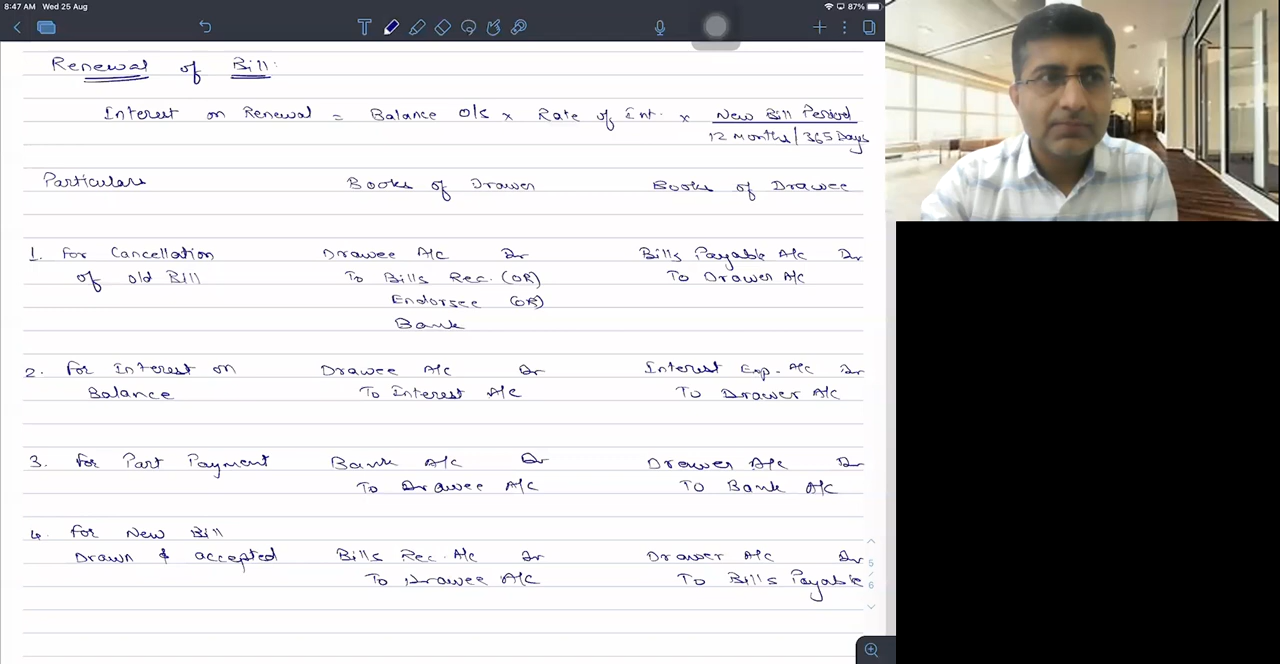 8:47 AM Wed 25 Aug
87%
Renewal of Bill:
Interest on Renewal = Balance O/s × Rate of Int. × New Bill Period
12 Months/365 Days
Particulars Books of Drawer Books of Drawee
1. For Cancellation Drawee A/c Dr Bills Payable A/c Dr
of old Bill To Bills Rec. (OR) To Drawer A/c
Endorsee (OR)
Bank
2. For Interest on Drawee A/c Dr Interest Exp. A/c Dr
Balance To Interest A/c To Drawer A/c
3. For Part Payment Bank A/c Dr Drawer A/c Dr
To Drawee A/c To Bank A/c
4. For New Bill
Drawn & accepted Bills Rec. A/c Dr Drawer A/c Dr
To Drawee A/c To Bills Payable
5
/
6